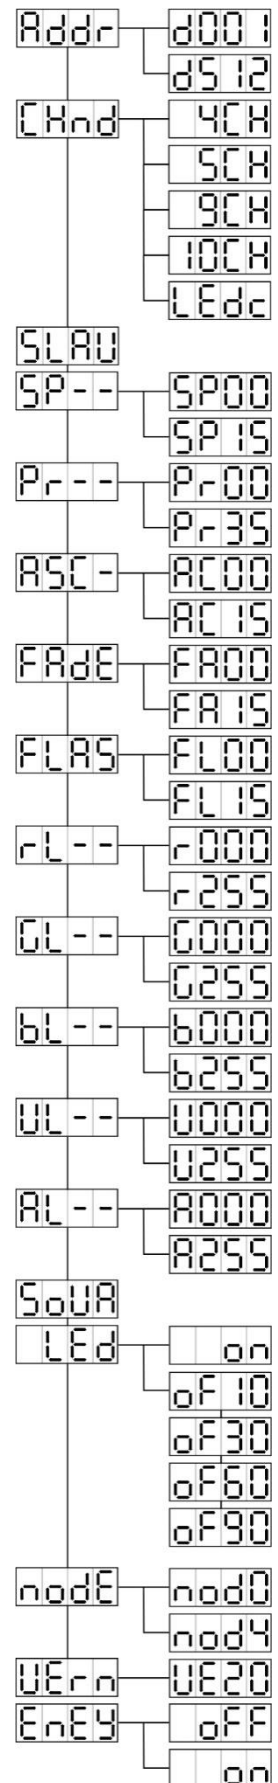 Addr d001
d512
CHnd 4CH
5CH
9CH
10CH
LEdc
SLAU
SP-- SP00
SP15
Pr-- Pr00
Pr35
ASC- AC00
AC15
FAdE FA00
FA15
FLAS FL00
FL15
rL-- r000
r255
GL-- G000
G255
bL-- b000
b255
UL-- U000
U255
AL-- A000
A255
SoUA
LEd on
oF10
oF30
oF60
oF90
nodE nod0
nod4
UErn UE20
EnEY oFF
on